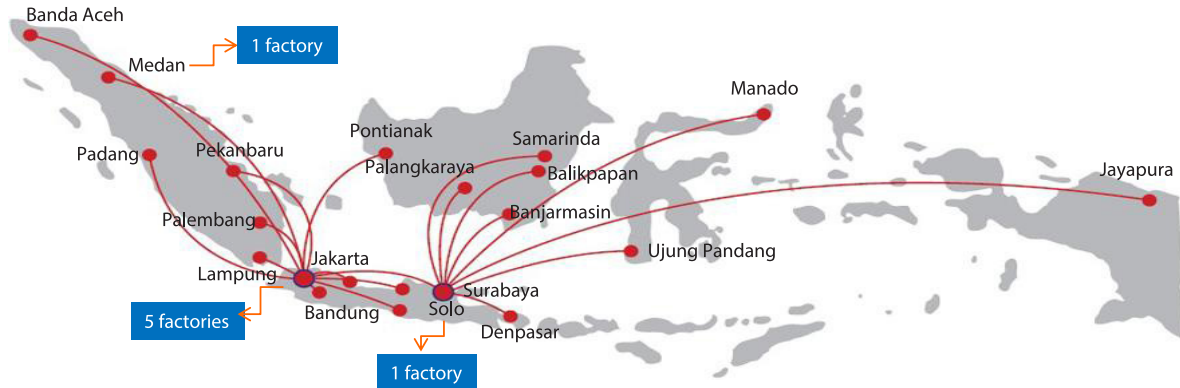 Banda Aceh
1 factory
Medan
Manado
Pontianak
Samarinda
Padang
Pekanbaru
Palangkaraya
Balikpapan
Jayapura
Palembang
Banjarmasin
Ujung Pandang
Jakarta
Lampung
Surabaya
Bandung
Solo
5 factories
Denpasar
1 factory